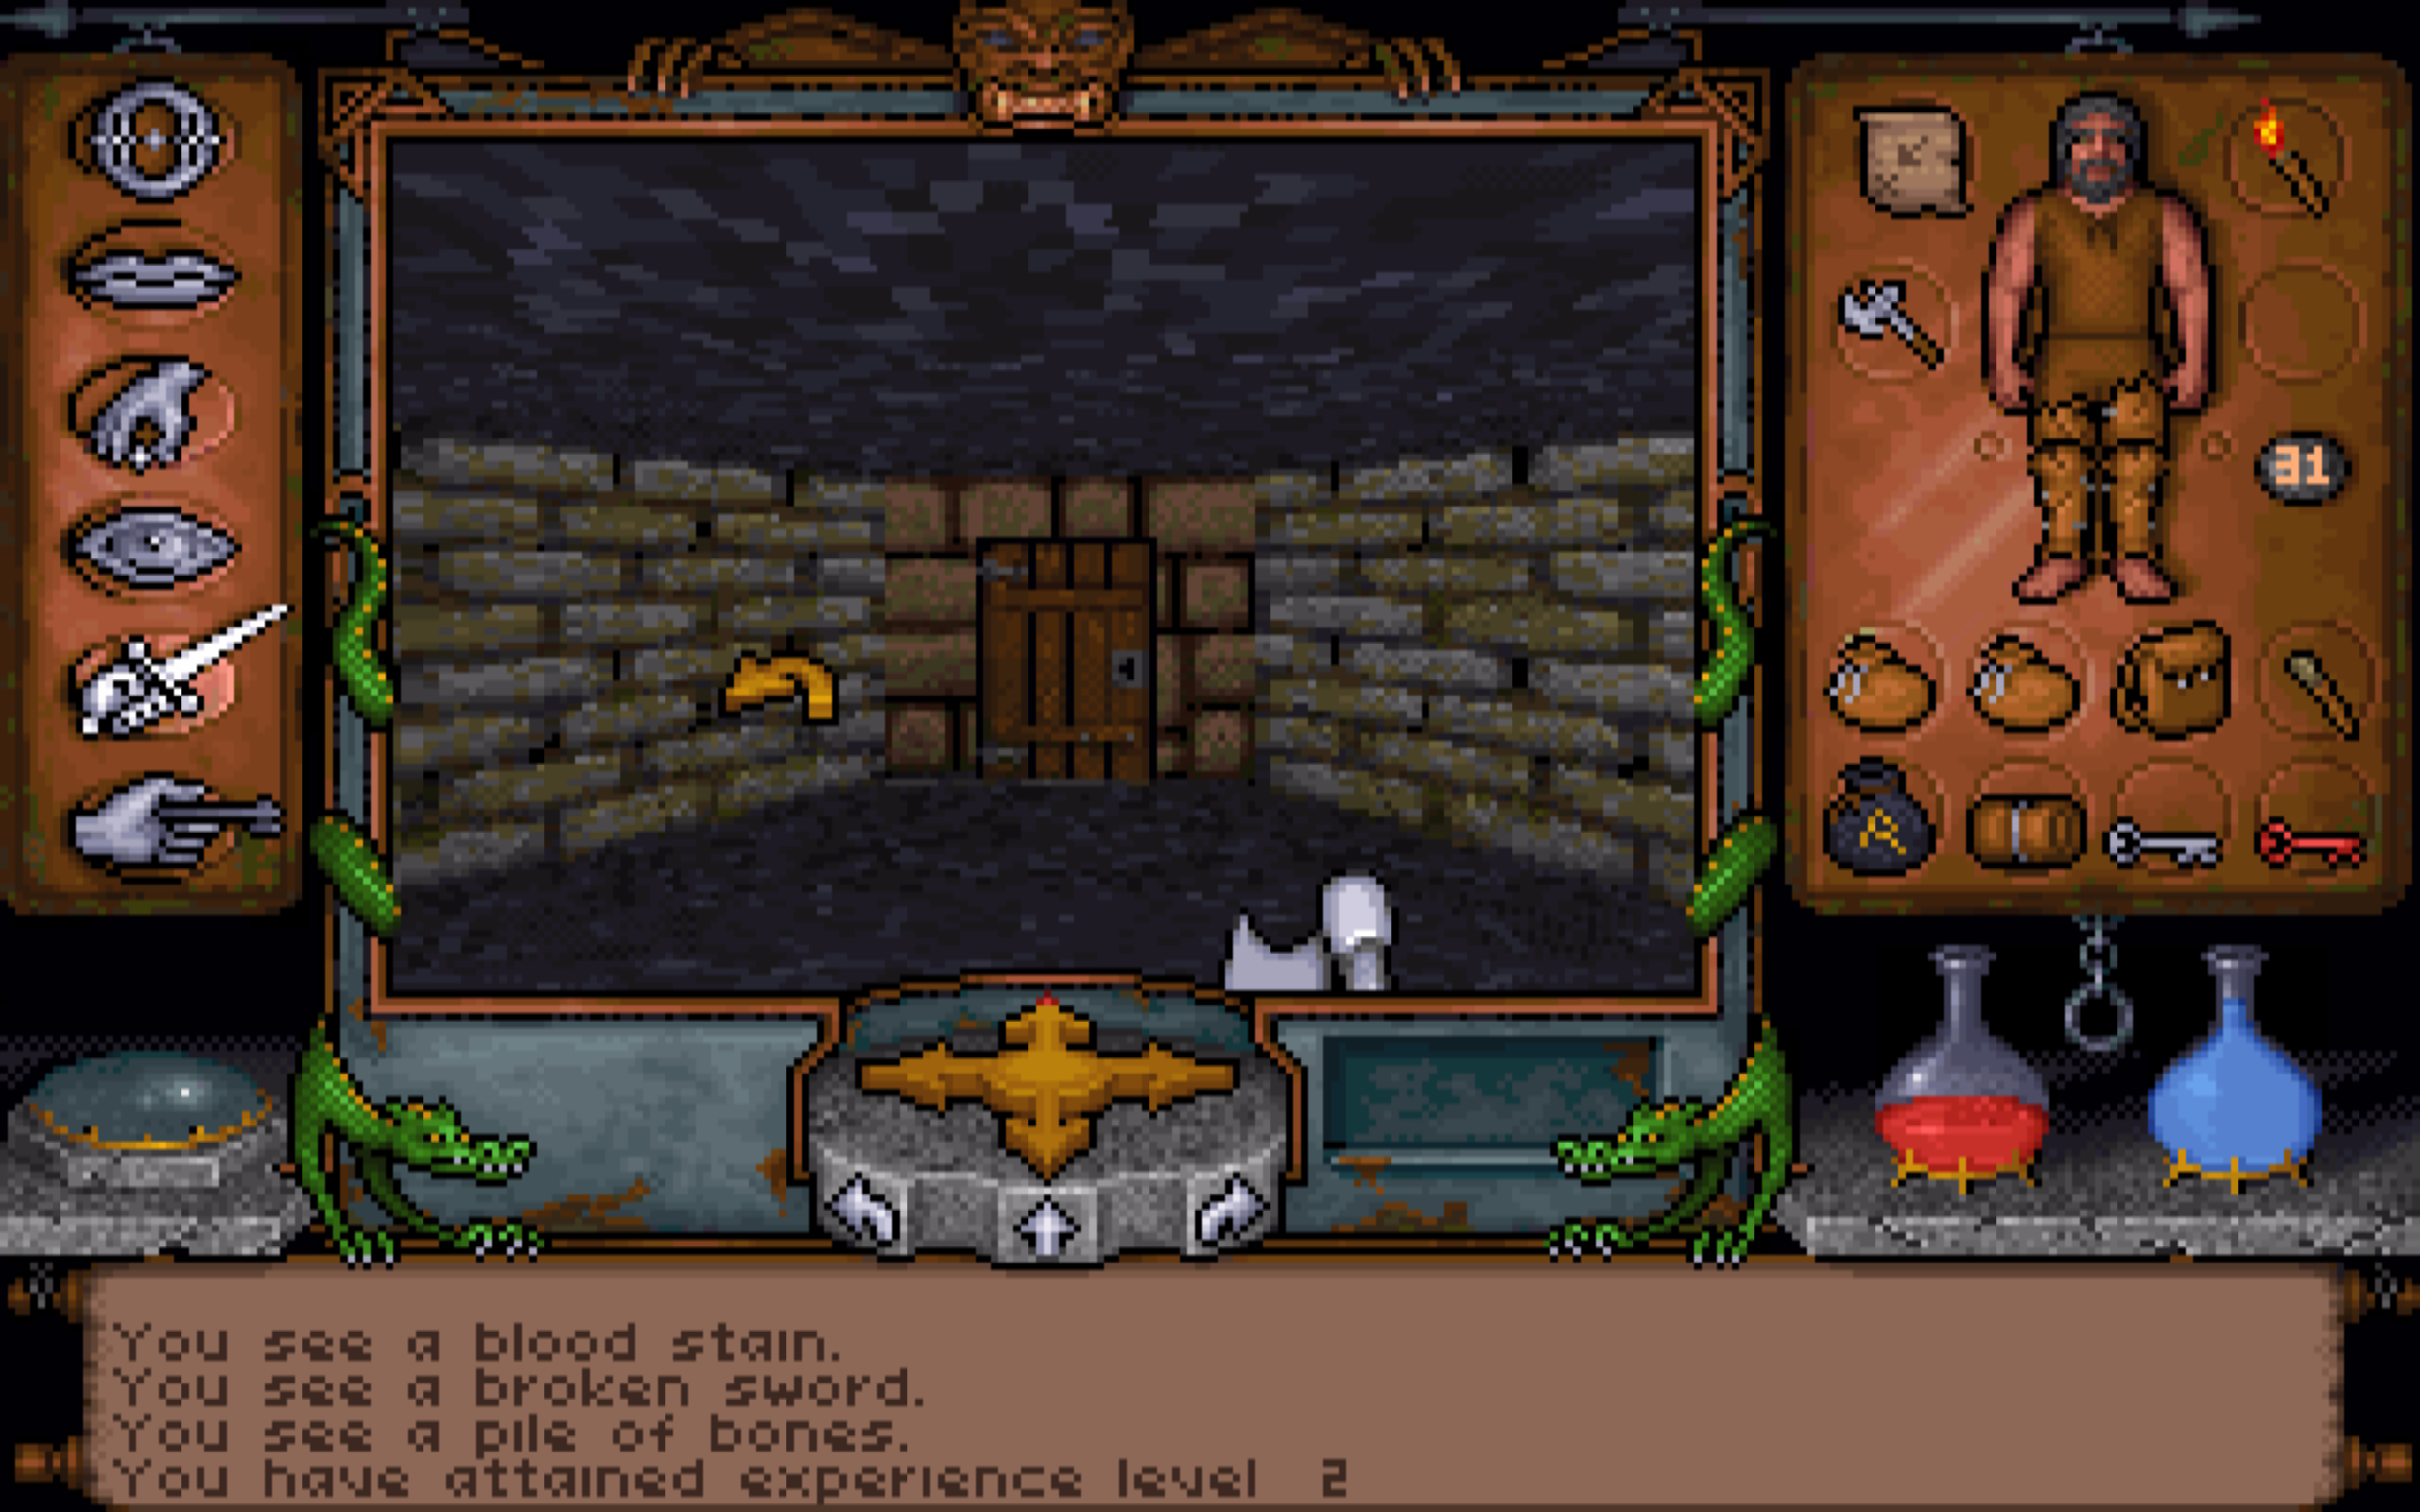 31
You see a blood stain.
You see a broken sword.
You see a pile of bones.
You have attained experience level 2